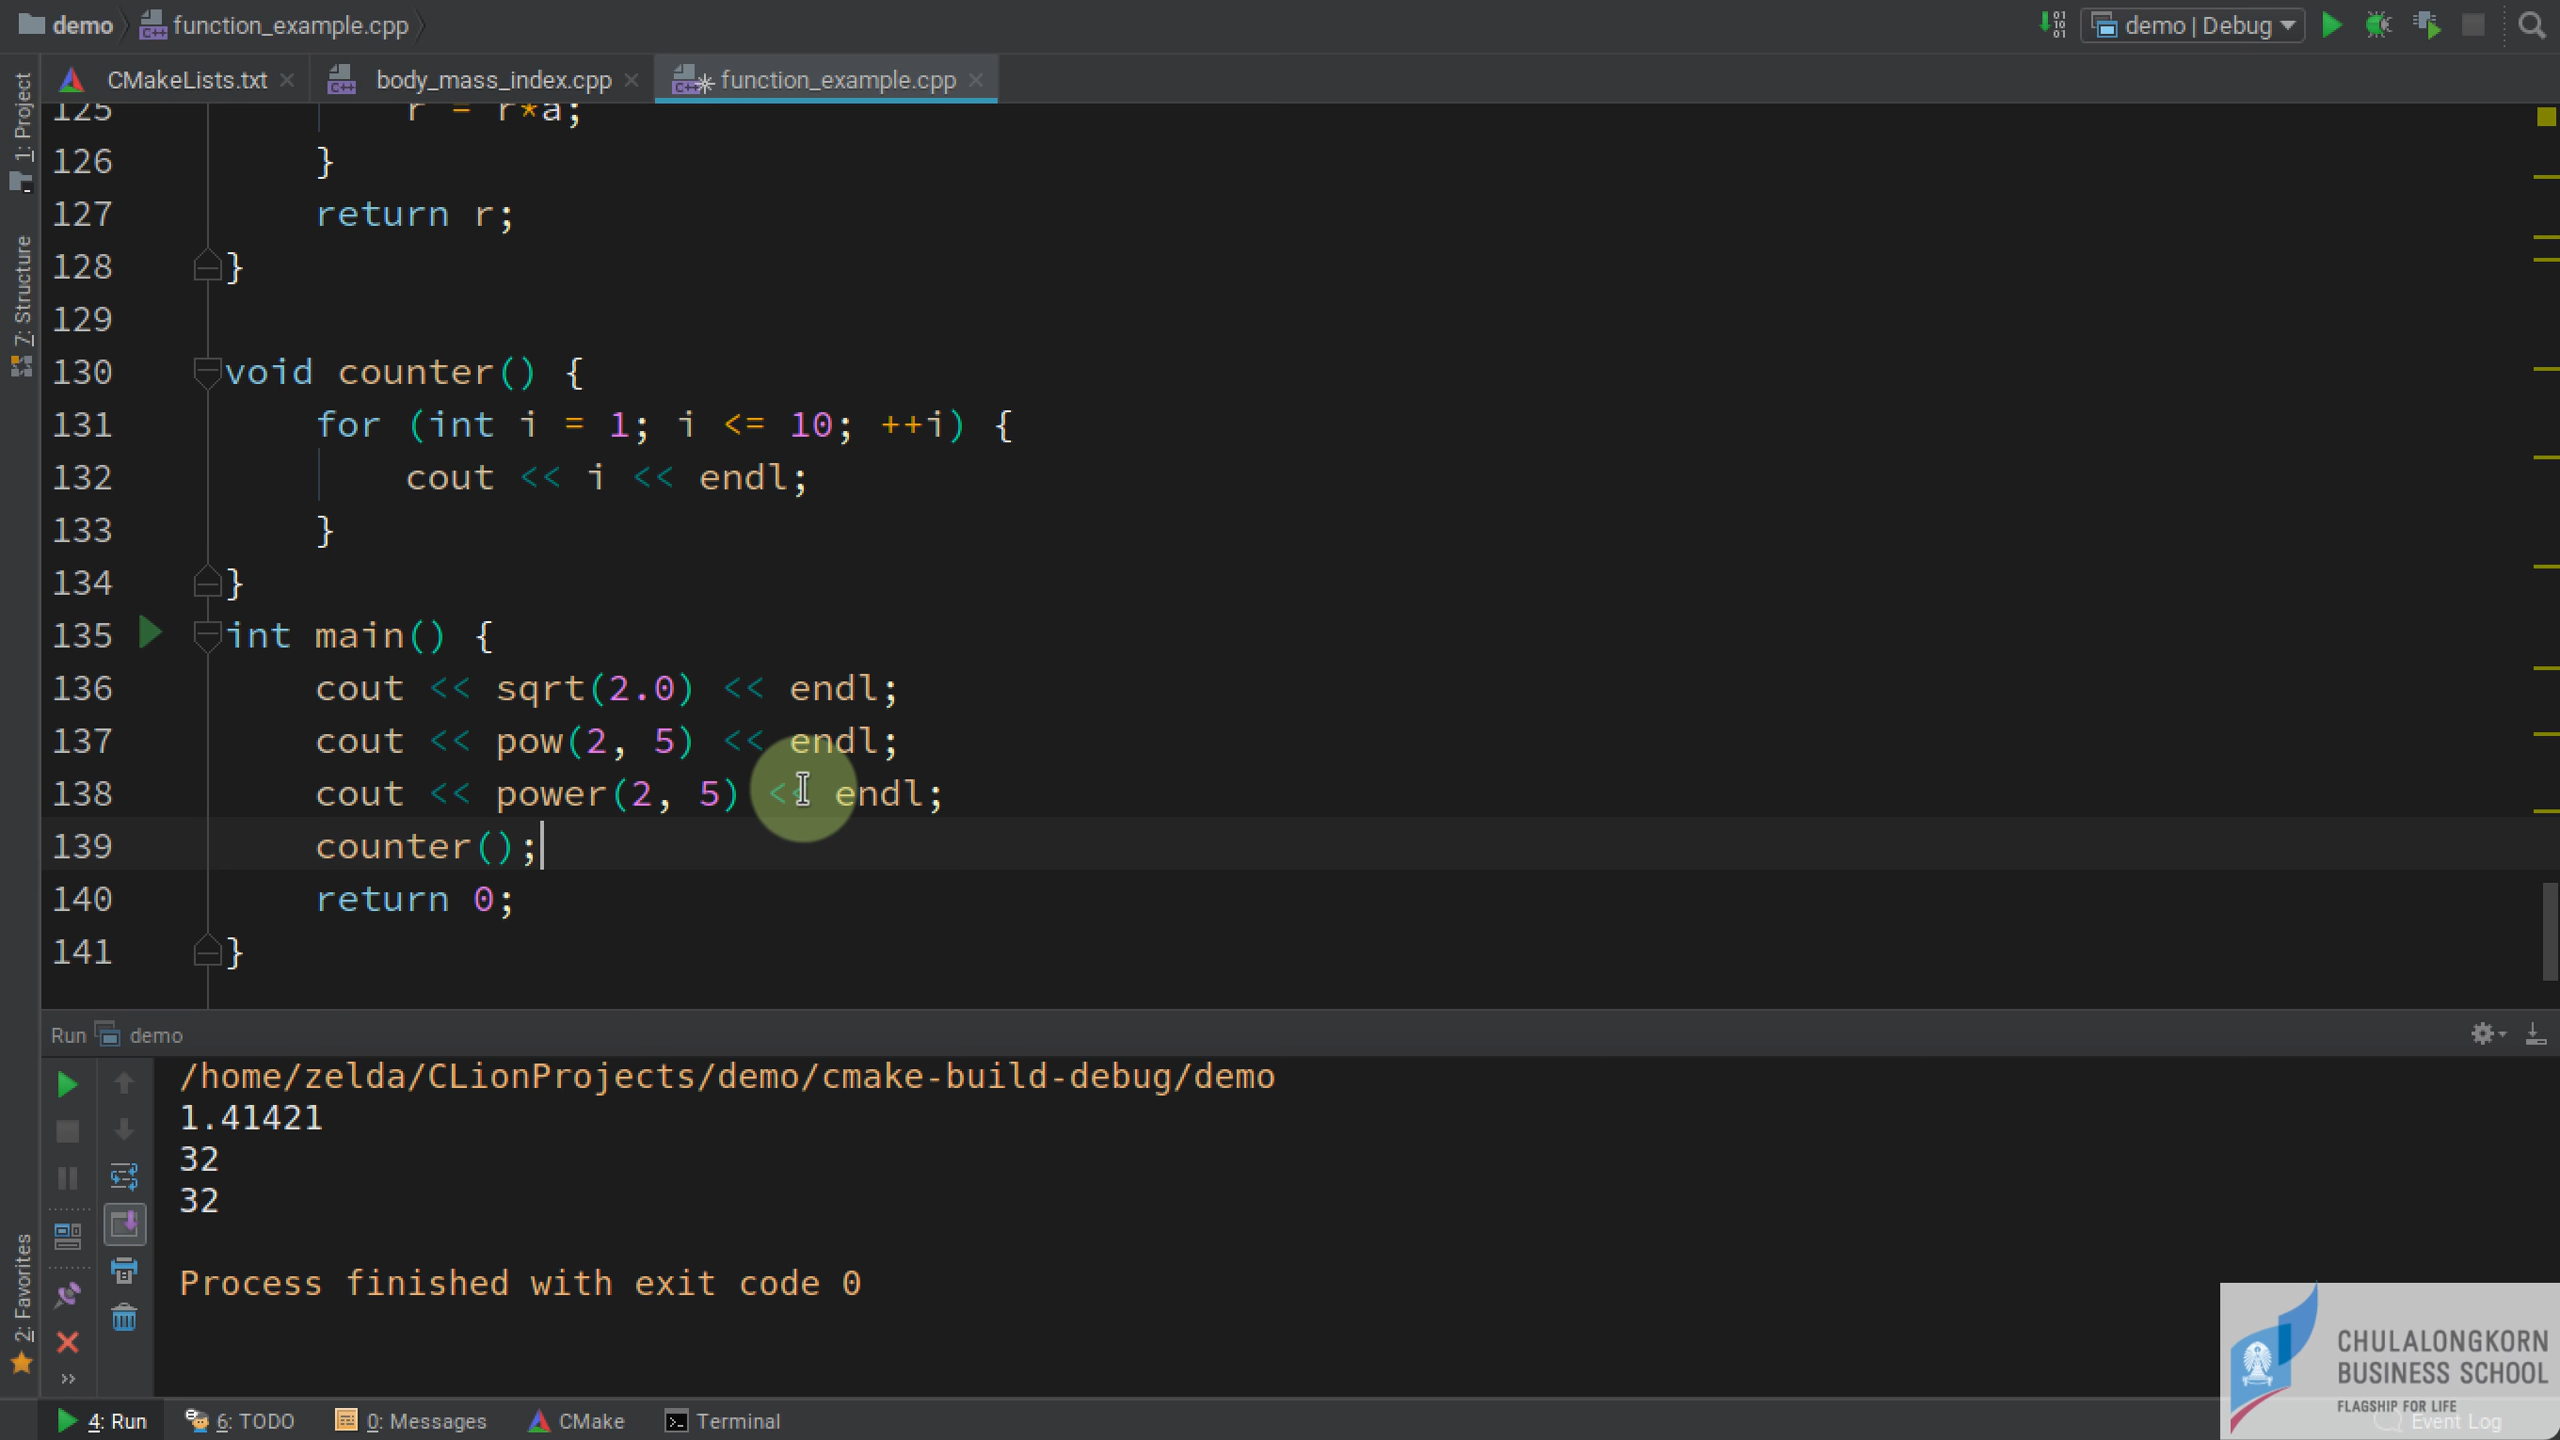 demo function_example.cpp demo | Debug
CMakeLists.txt body_mass_index.cpp function_example.cpp
1: Project
7: Structure
2: Favorites
125 r = r*a;
126 }
127 return r;
128 }
129
130 void counter() {
131 for (int i = 1; i <= 10; ++i) {
132 cout << i << endl;
133 }
134 }
135 int main() {
136 cout << sqrt(2.0) << endl;
137 cout << pow(2, 5) << endl;
138 cout << power(2, 5) << endl;
139 counter();
140 return 0;
141 }
Run demo
/home/zelda/CLionProjects/demo/cmake-build-debug/demo
1.41421
32
32
Process finished with exit code 0
CHULALONGKORN
BUSINESS SCHOOL
FLAGSHIP FOR LIFE
4: Run 6: TODO 0: Messages CMake Terminal Event Log